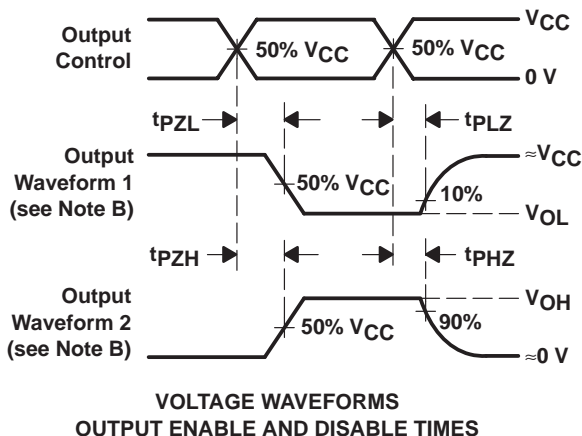 Output
Control
50% VCC
50% VCC
VCC
0 V
tPZL
tPLZ
Output
Waveform 1
(see Note B)
50% VCC
10%
≈VCC
VOL
tPZH
tPHZ
Output
Waveform 2
(see Note B)
50% VCC
90%
VOH
≈0 V
VOLTAGE WAVEFORMS
OUTPUT ENABLE AND DISABLE TIMES